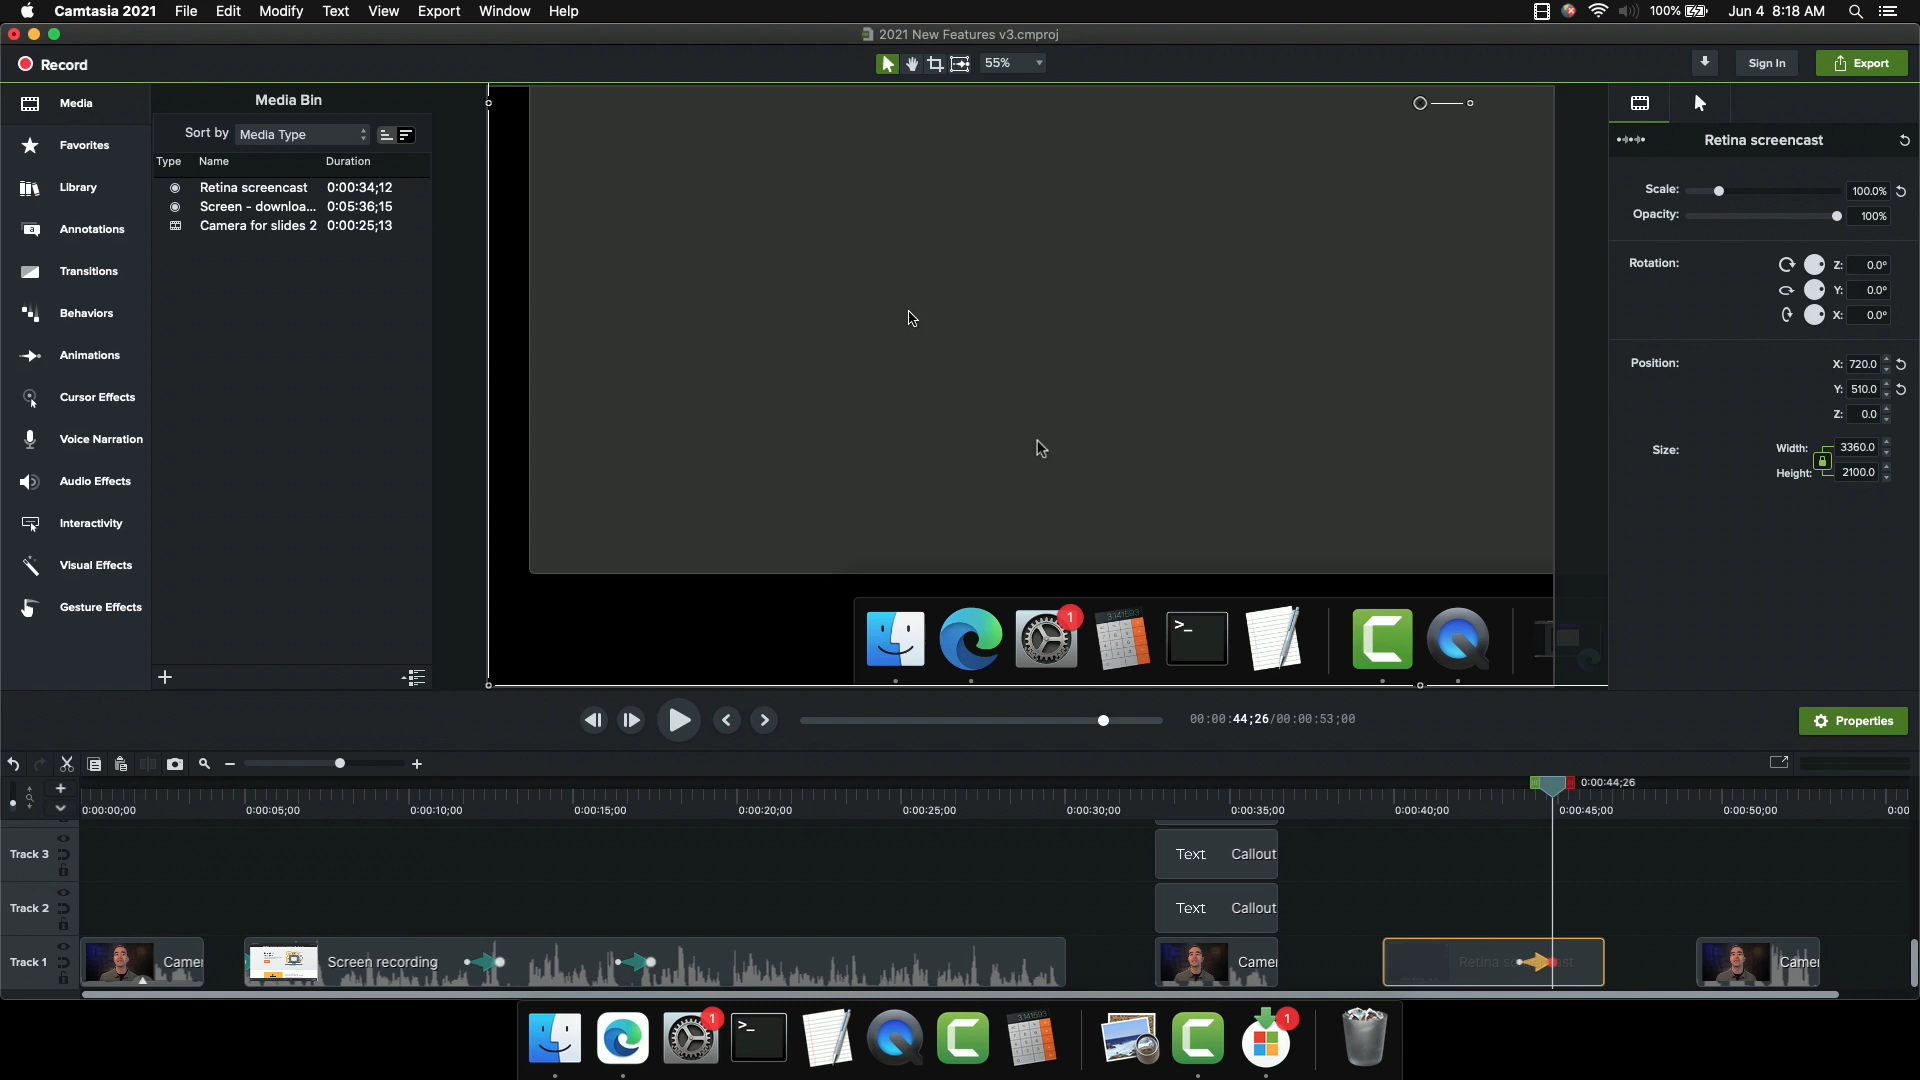 Camtasia 2021 File Edit Modify Text View Export Window Help 100% Jun 4 8:18 AM
2021 New Features v3.cmproj
Record 55% Sign In Export
Media
Favorites
Library
Annotations
Transitions
Behaviors
Animations
Cursor Effects
Voice Narration
Audio Effects
Interactivity
Visual Effects
Gesture Effects
Media Bin
Sort by Media Type
Type Name Duration
Retina screencast 0:00:34;12
Screen - downloa... 0:05:36;15
Camera for slides 2 0:00:25;13
1
Retina screencast
Scale: 100.0%
Opacity: 100%
Rotation: Z: 0.0°
Y: 0.0°
X: 0.0°
Position: X: 720.0
Y: 510.0
Z: 0.0
Size: Width: 3360.0
Height: 2100.0
00:00:44;26/00:00:53;00
Properties
0:00:44;26
0:00:00;00 0:00:05;00 0:00:10;00 0:00:15;00 0:00:20;00 0:00:25;00 0:00:30;00 0:00:35;00 0:00:40;00 0:00:45;00 0:00:50;00 0:00
Track 3 Text Callout
Track 2 Text Callout
Track 1 Camer Screen recording Camer Camer
1 1